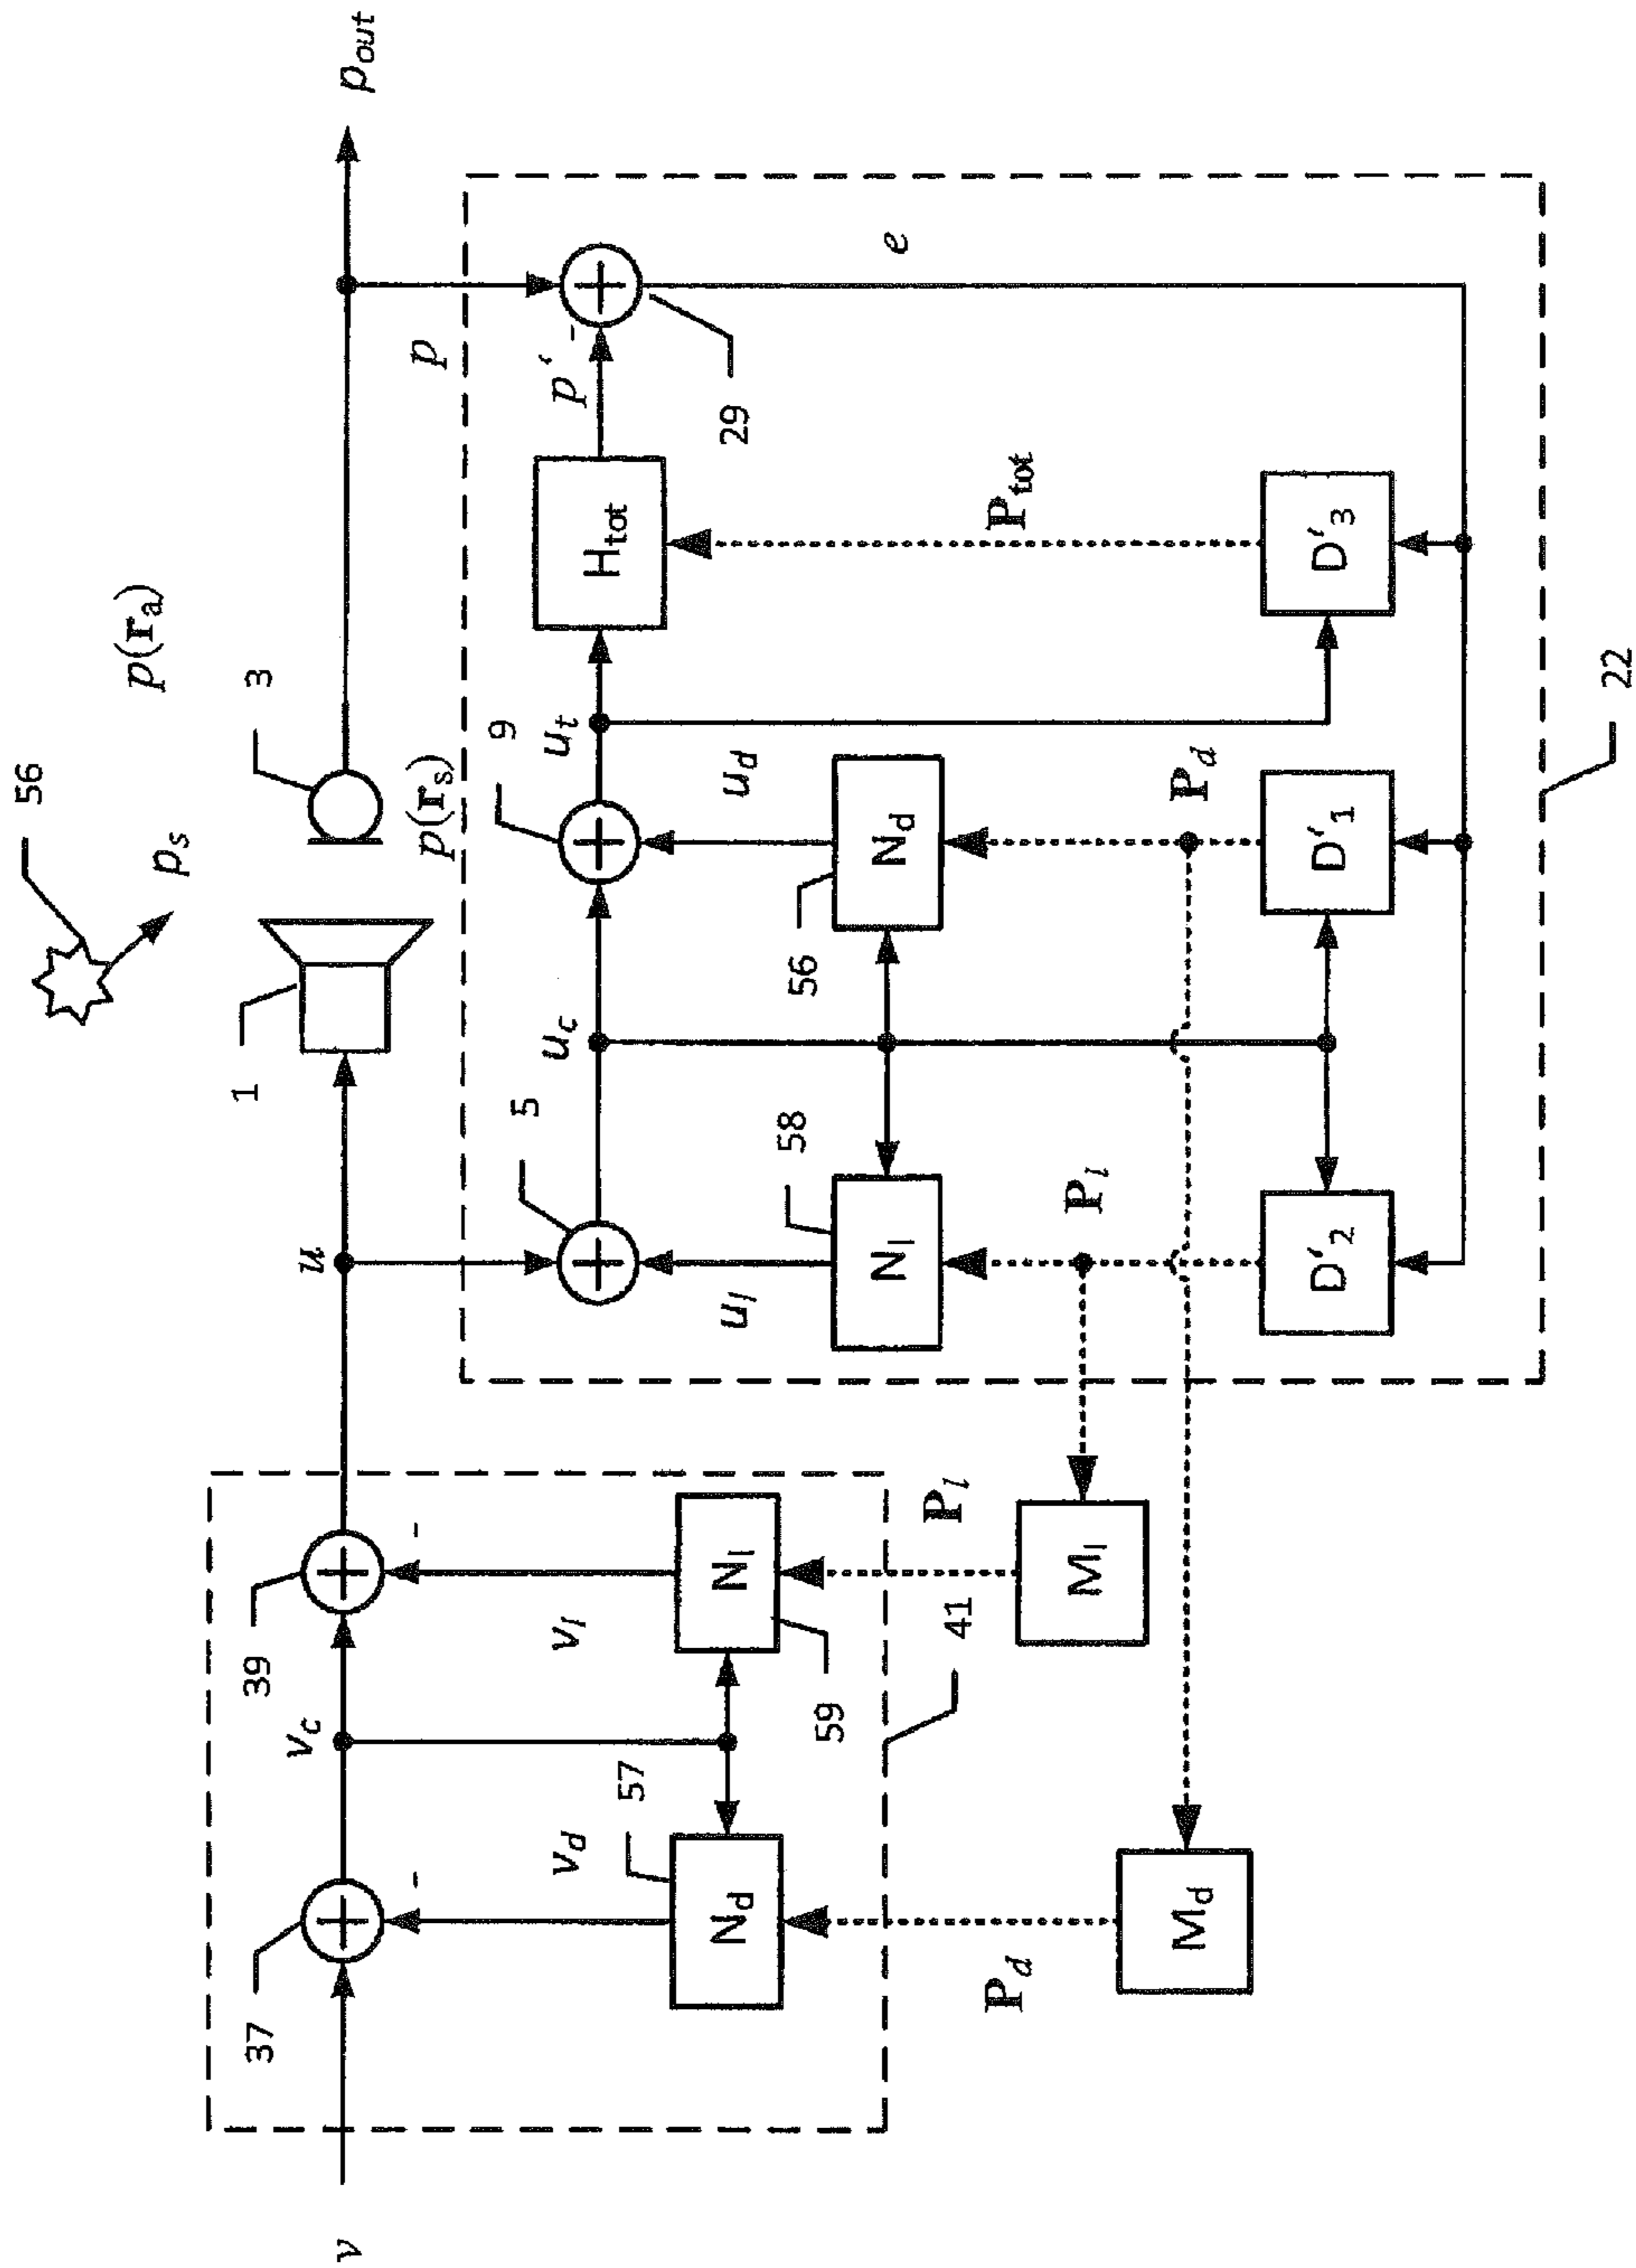 56
p_s
p(r_a)
1
3
p_out
v
37
v_c
39
u
p(r_s)
p
-
-
v_d
v_l
57
N_d
N_l
59
41
P_d
P_l
M_d
M_l
5
u_c
9
u_t
H_tot
p‘
-
29
e
u_l
u_d
58
N_l
56
N_d
P_l
P_d
P_tot
D'_2
D'_1
D'_3
22